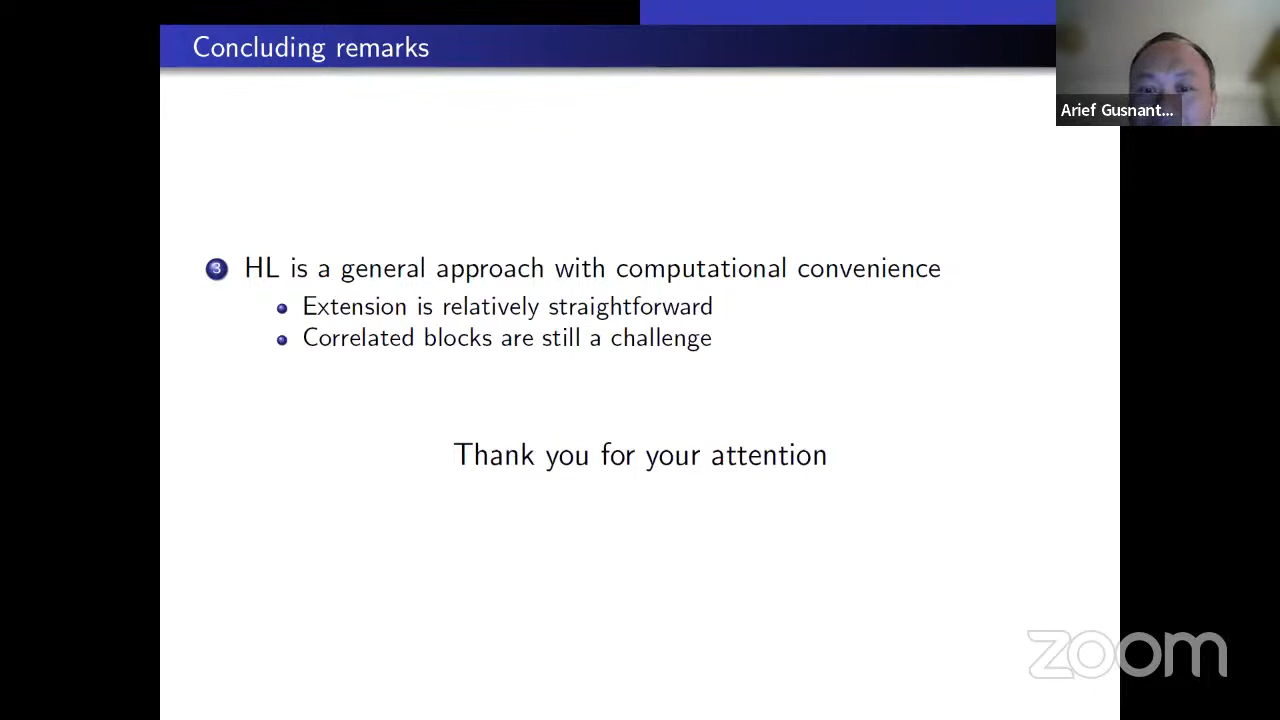 Concluding remarks
Arief Gusnant...
3 HL is a general approach with computational convenience
Extension is relatively straightforward
Correlated blocks are still a challenge
Thank you for your attention
zoom